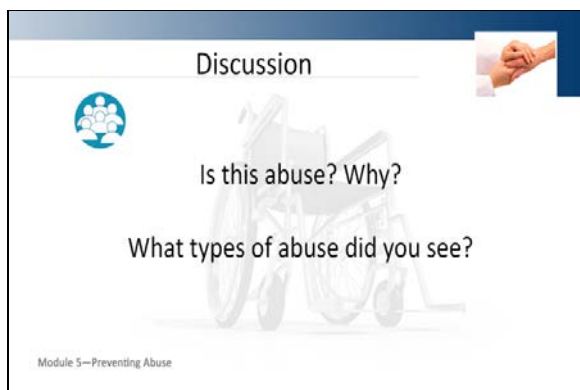 Discussion
Is this abuse? Why?
What types of abuse did you see?
Module 5—Preventing Abuse